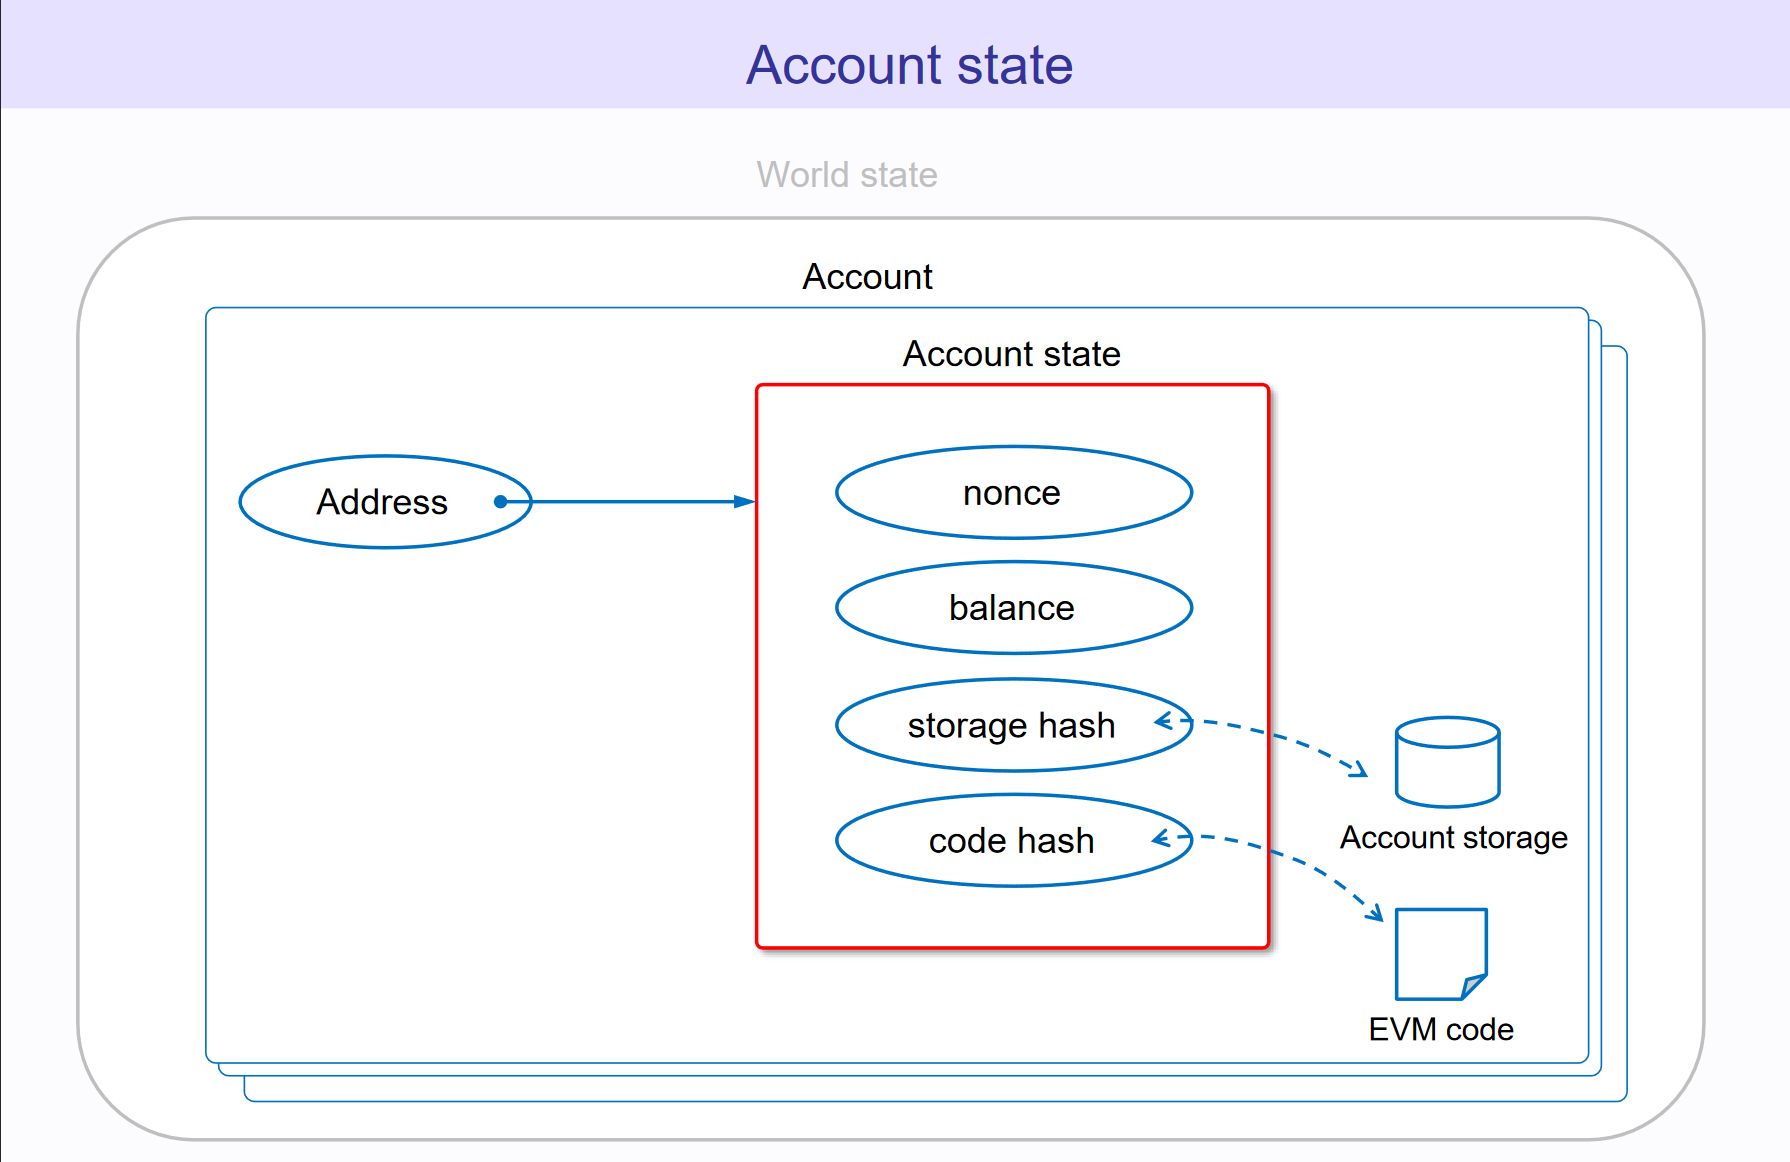 Account state
World state
Account
Account state
Address
nonce
balance
storage hash
code hash
Account storage
EVM code